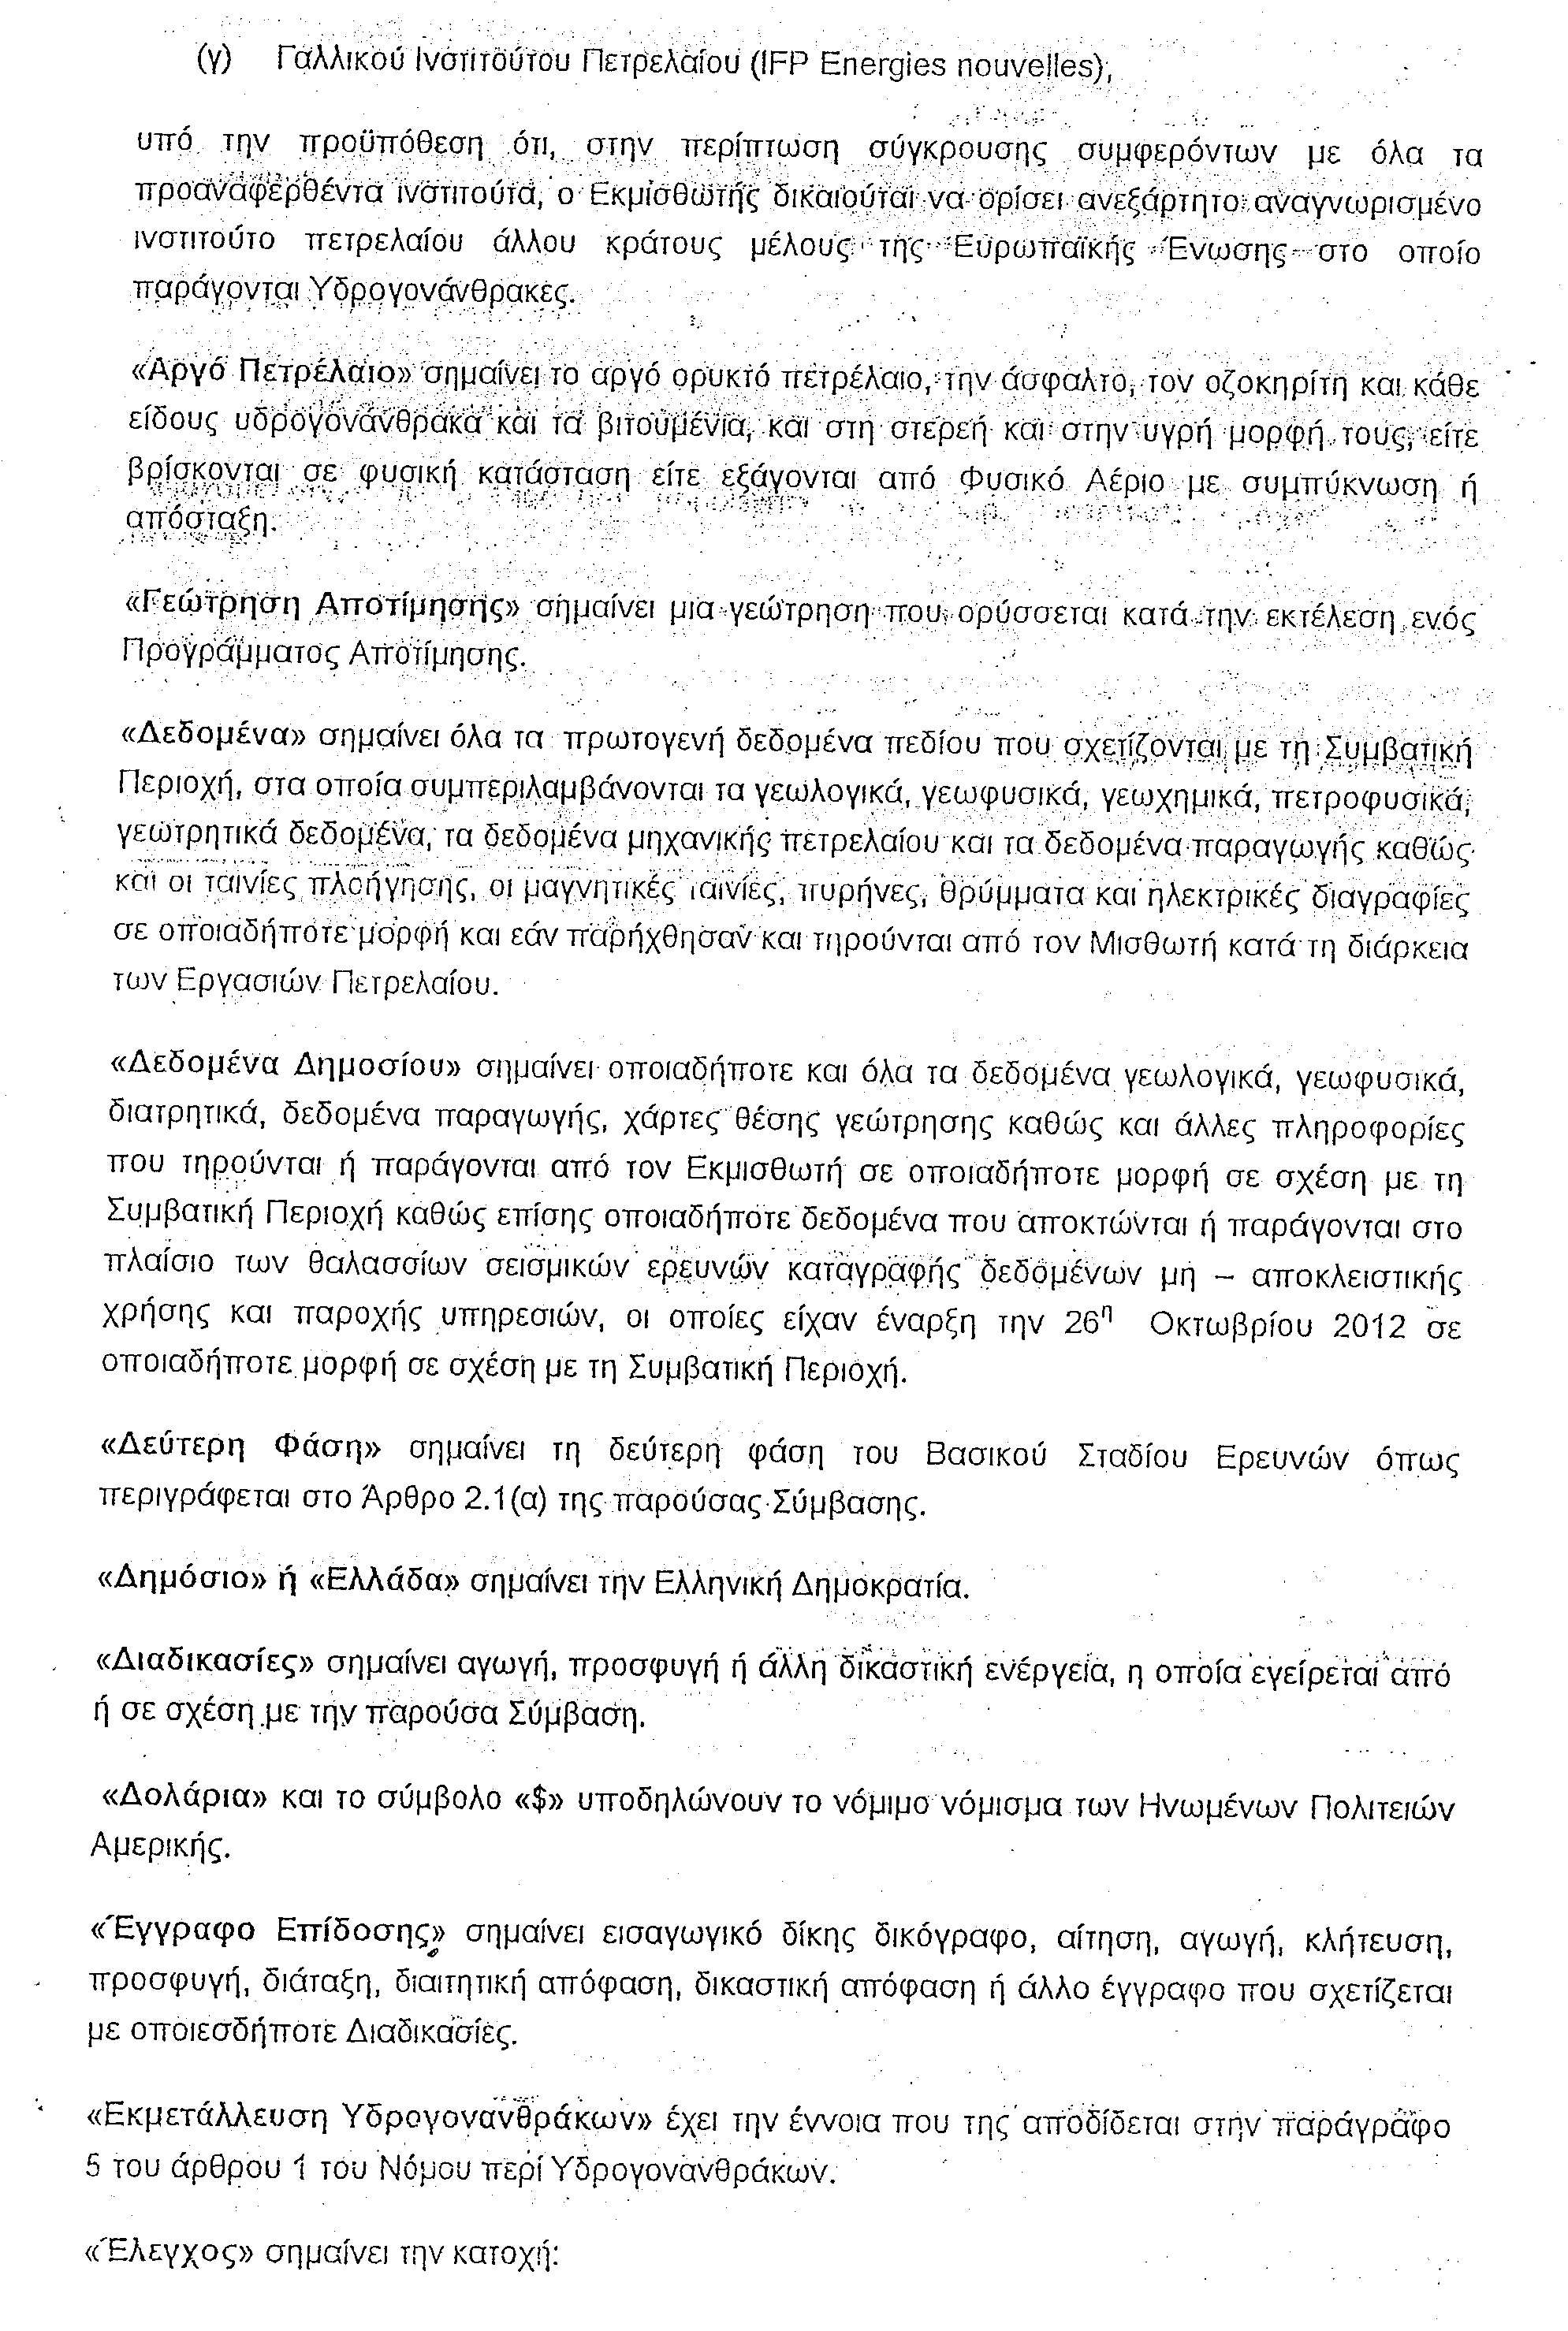 (γ) Γαλλικού Ινστιτούτου Πετρελαίου (IFP Energies nouvelles),
υπό την προϋπόθεση ότι, στην περίπτωση σύγκρουσης συμφερόντων με όλα τα
προαναφερθέντα ινστιτούτα, ο Εκμισθωτής δικαιούται να ορίσει ανεξάρτητο αναγνωρισμένο
ινστιτούτο πετρελαίου άλλου κράτους μέλους της Ευρωπαϊκής Ένωσης στο οποίο
παράγονται Υδρογονάνθρακες.
«Αργό Πετρέλαιο» σημαίνει το αργό ορυκτό πετρέλαιο, την άσφαλτο, τον οζοκηρίτη και κάθε
είδους υδρογονάνθρακα και τα βιτουμένια, και στη στερεή και στην υγρή μορφή τους, είτε
βρίσκονται σε φυσική κατάσταση είτε εξάγονται από Φυσικό Αέριο με συμπύκνωση ή
απόσταξη.
«Γεώτρηση Αποτίμησης» σημαίνει μια γεώτρηση που ορύσσεται κατά την εκτέλεση ενός
Προγράμματος Αποτίμησης.
«Δεδομένα» σημαίνει όλα τα πρωτογενή δεδομένα πεδίου που σχετίζονται με τη Συμβατική
Περιοχή, στα οποία συμπεριλαμβάνονται τα γεωλογικά, γεωφυσικά, γεωχημικά, πετροφυσικά,
γεωτρητικά δεδομένα, τα δεδομένα μηχανικής πετρελαίου και τα δεδομένα παραγωγής καθώς
και οι ταινίες πλοήγησης, οι μαγνητικές ταινίες, πυρήνες, θρύμματα και ηλεκτρικές διαγραφίες
σε οποιαδήποτε μορφή και εάν παρήχθησαν και τηρούνται από τον Μισθωτή κατά τη διάρκεια
των Εργασιών Πετρελαίου.
«Δεδομένα Δημοσίου» σημαίνει οποιαδήποτε και όλα τα δεδομένα γεωλογικά, γεωφυσικά,
διατρητικά, δεδομένα παραγωγής, χάρτες θέσης γεώτρησης καθώς και άλλες πληροφορίες
που τηρούνται ή παράγονται από τον Εκμισθωτή σε οποιαδήποτε μορφή σε σχέση με τη
Συμβατική Περιοχή καθώς επίσης οποιαδήποτε δεδομένα που αποκτώνται ή παράγονται στο
πλαίσιο των θαλασσίων σεισμικών ερευνών καταγραφής δεδομένων μη – αποκλειστικής
χρήσης και παροχής υπηρεσιών, οι οποίες είχαν έναρξη την 26η Οκτωβρίου 2012 σε
οποιαδήποτε μορφή σε σχέση με τη Συμβατική Περιοχή.
«Δεύτερη Φάση» σημαίνει τη δεύτερη φάση του Βασικού Σταδίου Ερευνών όπως
περιγράφεται στο Άρθρο 2.1(α) της παρούσας Σύμβασης.
«Δημόσιο» ή «Ελλάδα» σημαίνει την Ελληνική Δημοκρατία.
«Διαδικασίες» σημαίνει αγωγή, προσφυγή ή άλλη δικαστική ενέργεία, η οποία εγείρεται από
ή σε σχέση με την παρούσα Σύμβαση.
«Δολάρια» και το σύμβολο «$» υποδηλώνουν το νόμιμο νόμισμα των Ηνωμένων Πολιτειών
Αμερικής.
«Έγγραφο Επίδοσης» σημαίνει εισαγωγικό δίκης δικόγραφο, αίτηση, αγωγή, κλήτευση,
προσφυγή, διάταξη, διαιτητική απόφαση, δικαστική απόφαση ή άλλο έγγραφο που σχετίζεται
με οποιεσδήποτε Διαδικασίες.
«Εκμετάλλευση Υδρογονανθράκων» έχει την έννοια που της αποδίδεται στην παράγραφο
5 του άρθρου 1 του Νόμου περί Υδρογονανθράκων.
«Έλεγχος» σημαίνει την κατοχή: